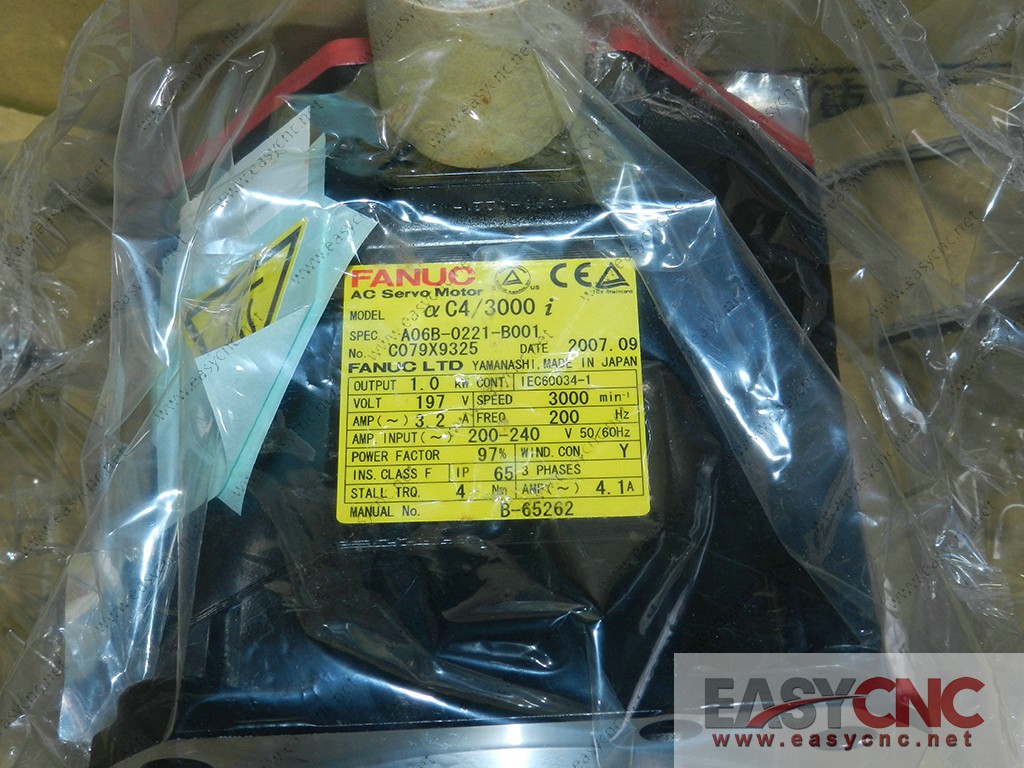 FANUC
AC Servo Motor
MODEL α C4/3000 i
SPEC. A06B-0221-B001
No. C079X9325 DATE 2007.09
FANUC LTD YAMANASHI, MADE IN JAPAN
OUTPUT 1.0 kW CONT. IEC60034-1
VOLT 197 V SPEED 3000 min⁻¹
AMP(~) 3.2 A FREQ. 200 Hz
AMP. INPUT(~) 200-240 V 50/60Hz
POWER FACTOR 97% WIND.CON. Y
INS.CLASS F IP 65 3 PHASES
STALL TRQ. 4 Nm AMP(~) 4.1A
MANUAL No. B-65262
EASYCNC
www.easycnc.net